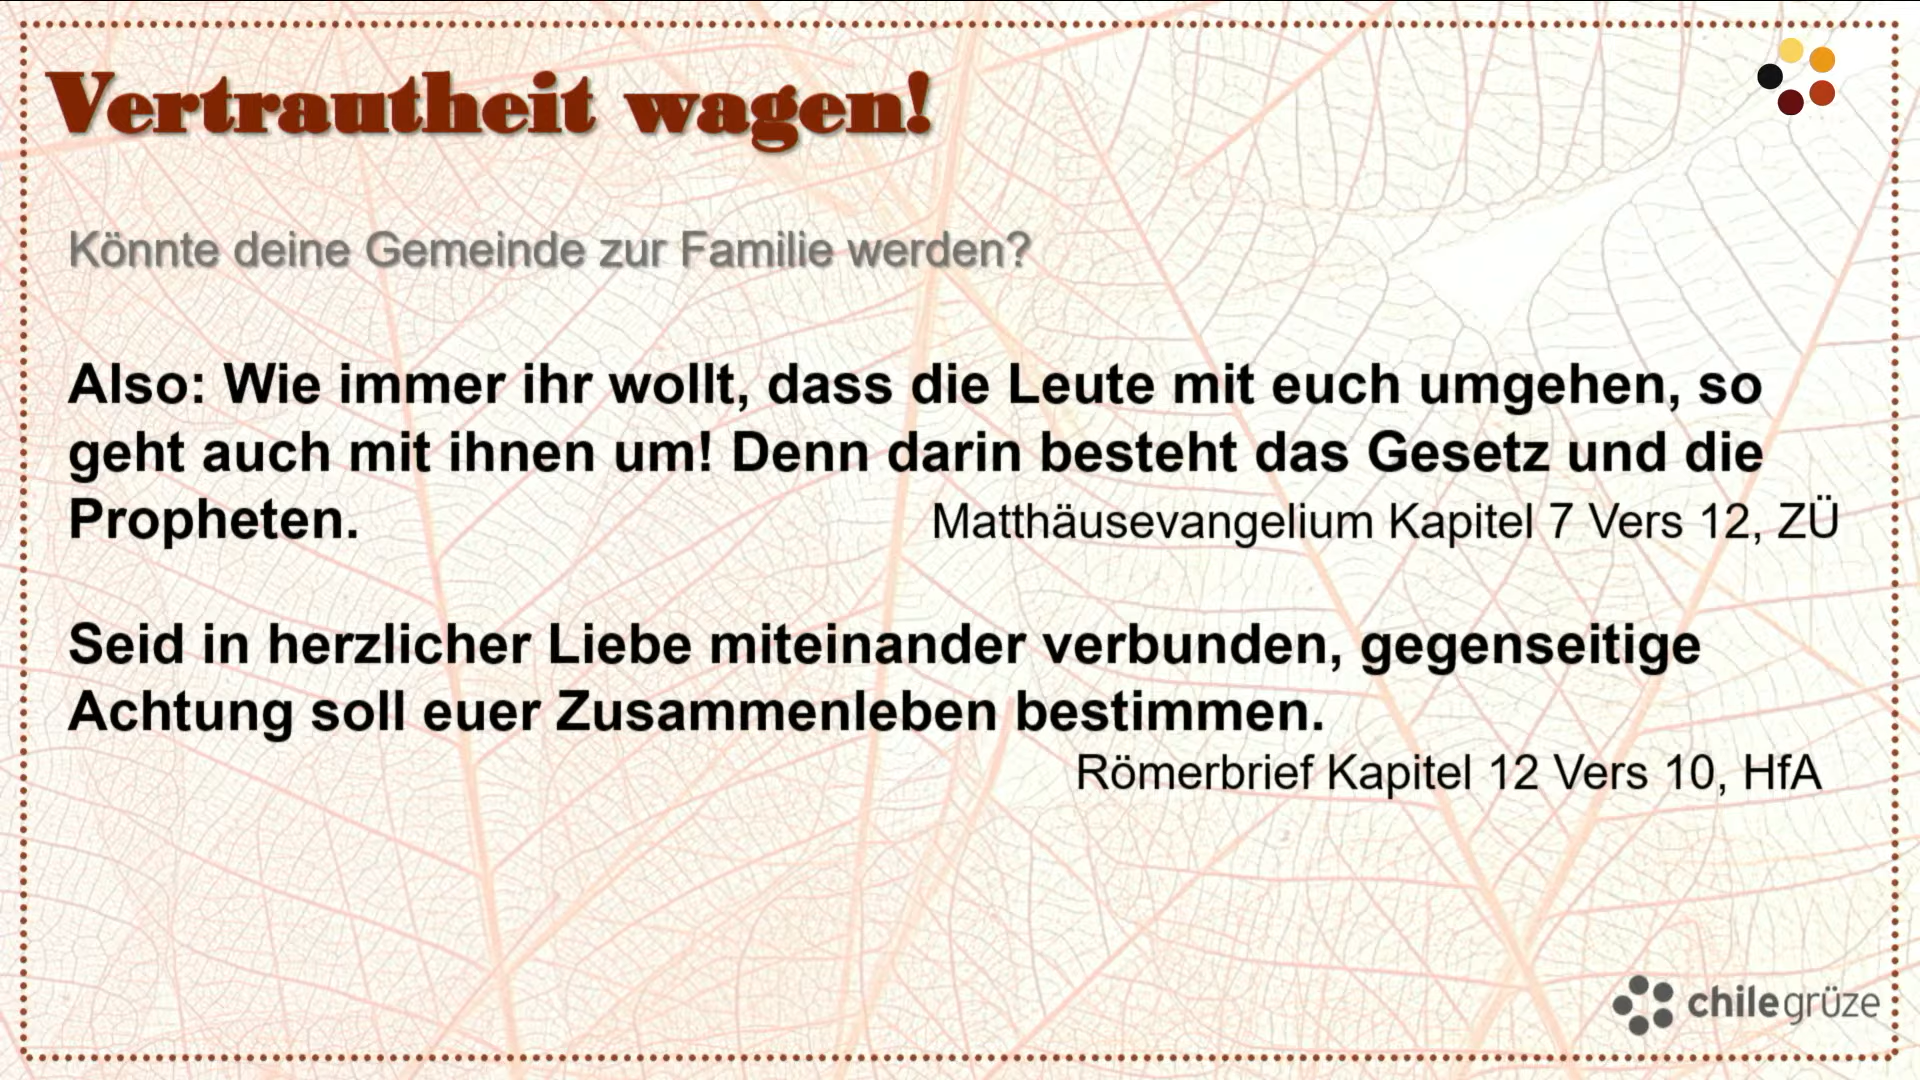 Vertrautheit wagen!
Könnte deine Gemeinde zur Familie werden?
Also: Wie immer ihr wollt, dass die Leute mit euch umgehen, so
geht auch mit ihnen um! Denn darin besteht das Gesetz und die
Propheten. Matthäusevangelium Kapitel 7 Vers 12, ZÜ
Seid in herzlicher Liebe miteinander verbunden, gegenseitige
Achtung soll euer Zusammenleben bestimmen.
Römerbrief Kapitel 12 Vers 10, HfA
chilegrüze